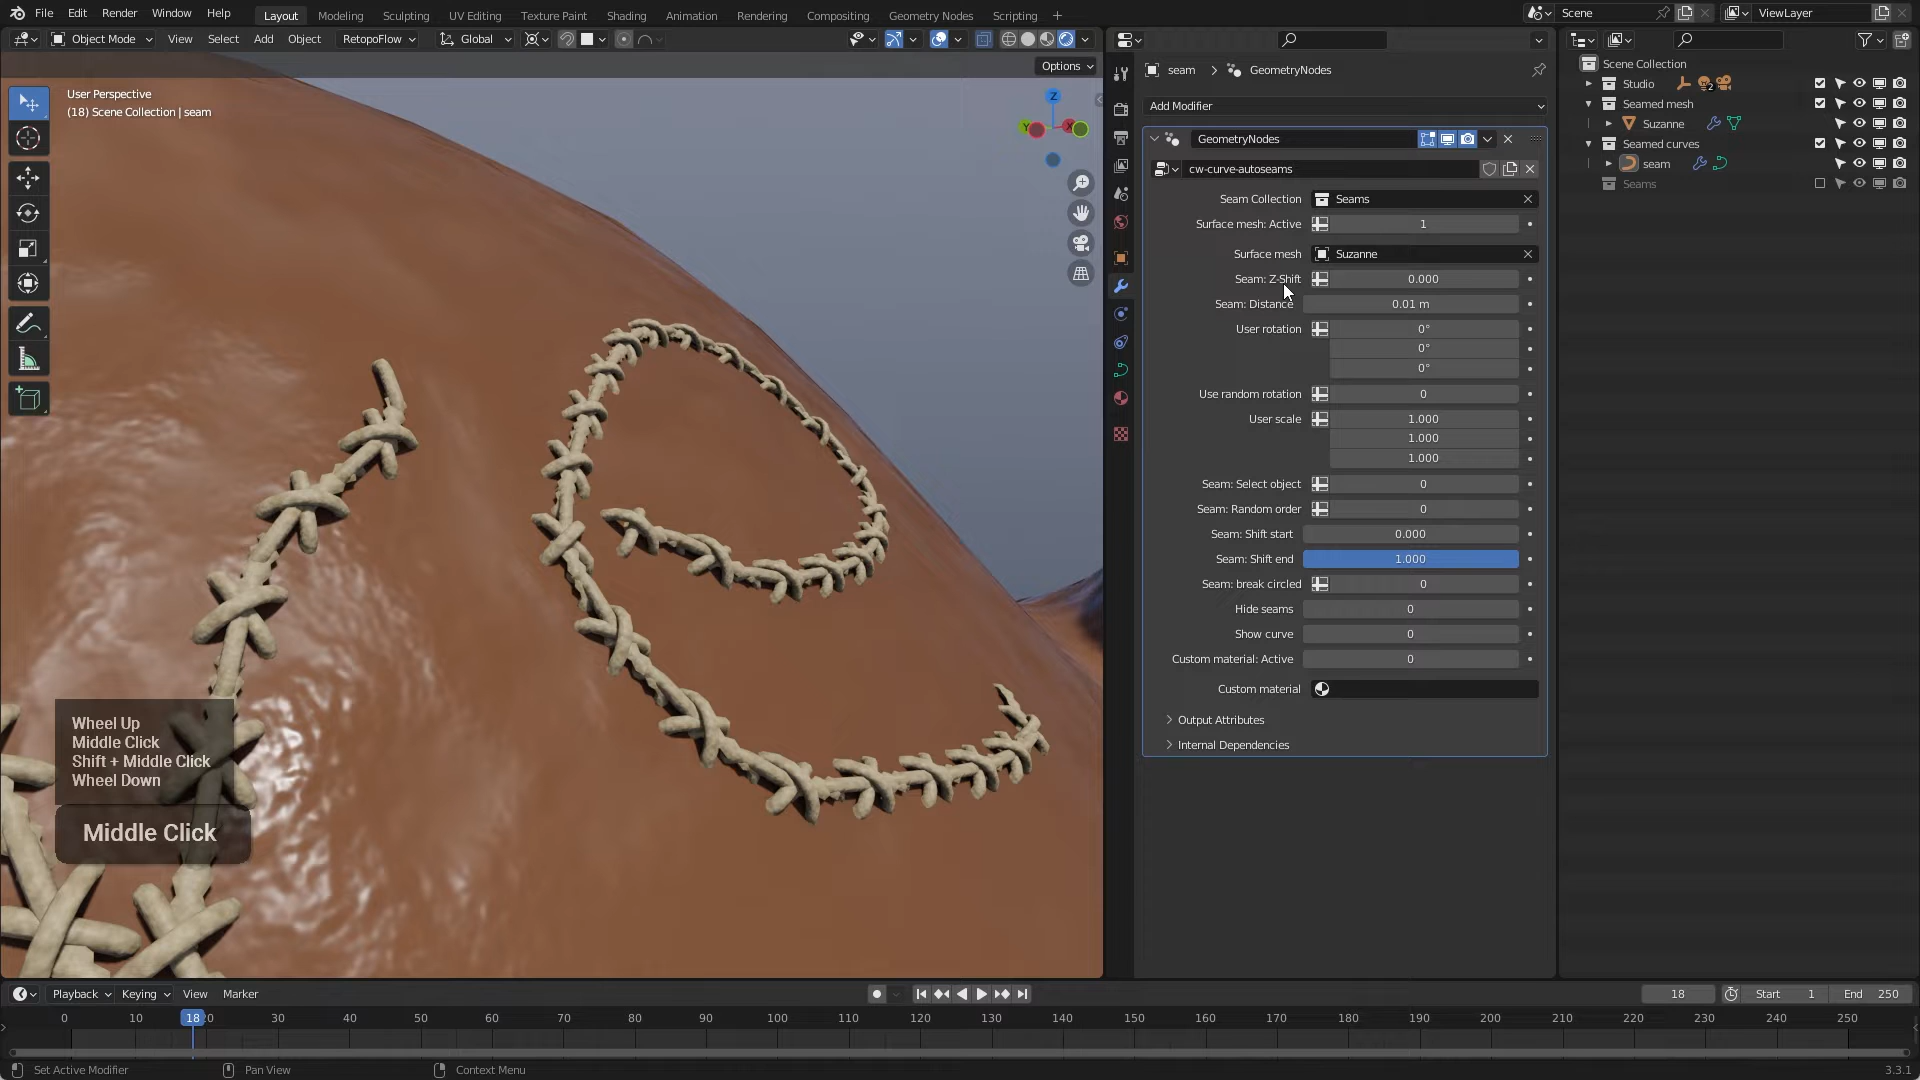 File Edit Render Window Help Layout Modeling Sculpting UV Editing Texture Paint Shading Animation Rendering Compositing Geometry Nodes Scripting + Scene ViewLayer
Object Mode View Select Add Object RetopoFlow Global
Options
User Perspective
(18) Scene Collection | seam
Z
Y X
Wheel Up
Middle Click
Shift + Middle Click
Wheel Down
Middle Click
seam > GeometryNodes
Add Modifier
GeometryNodes
cw-curve-autoseams
Seam Collection Seams
Surface mesh: Active 1
Surface mesh Suzanne
Seam: Z-Shift 0.000
Seam: Distance 0.01 m
User rotation 0°
0°
0°
Use random rotation 0
User scale 1.000
1.000
1.000
Seam: Select object 0
Seam: Random order 0
Seam: Shift start 0.000
Seam: Shift end 1.000
Seam: break circled 0
Hide seams 0
Show curve 0
Custom material: Active 0
Custom material
Output Attributes
Internal Dependencies
Scene Collection
Studio 2
Seamed mesh
Suzanne
Seamed curves
seam
Seams
Playback Keying View Marker 18 Start 1 End 250
0 10 18 20 30 40 50 60 70 80 90 100 110 120 130 140 150 160 170 180 190 200 210 220 230 240 250
Set Active Modifier Pan View Context Menu 3.3.1